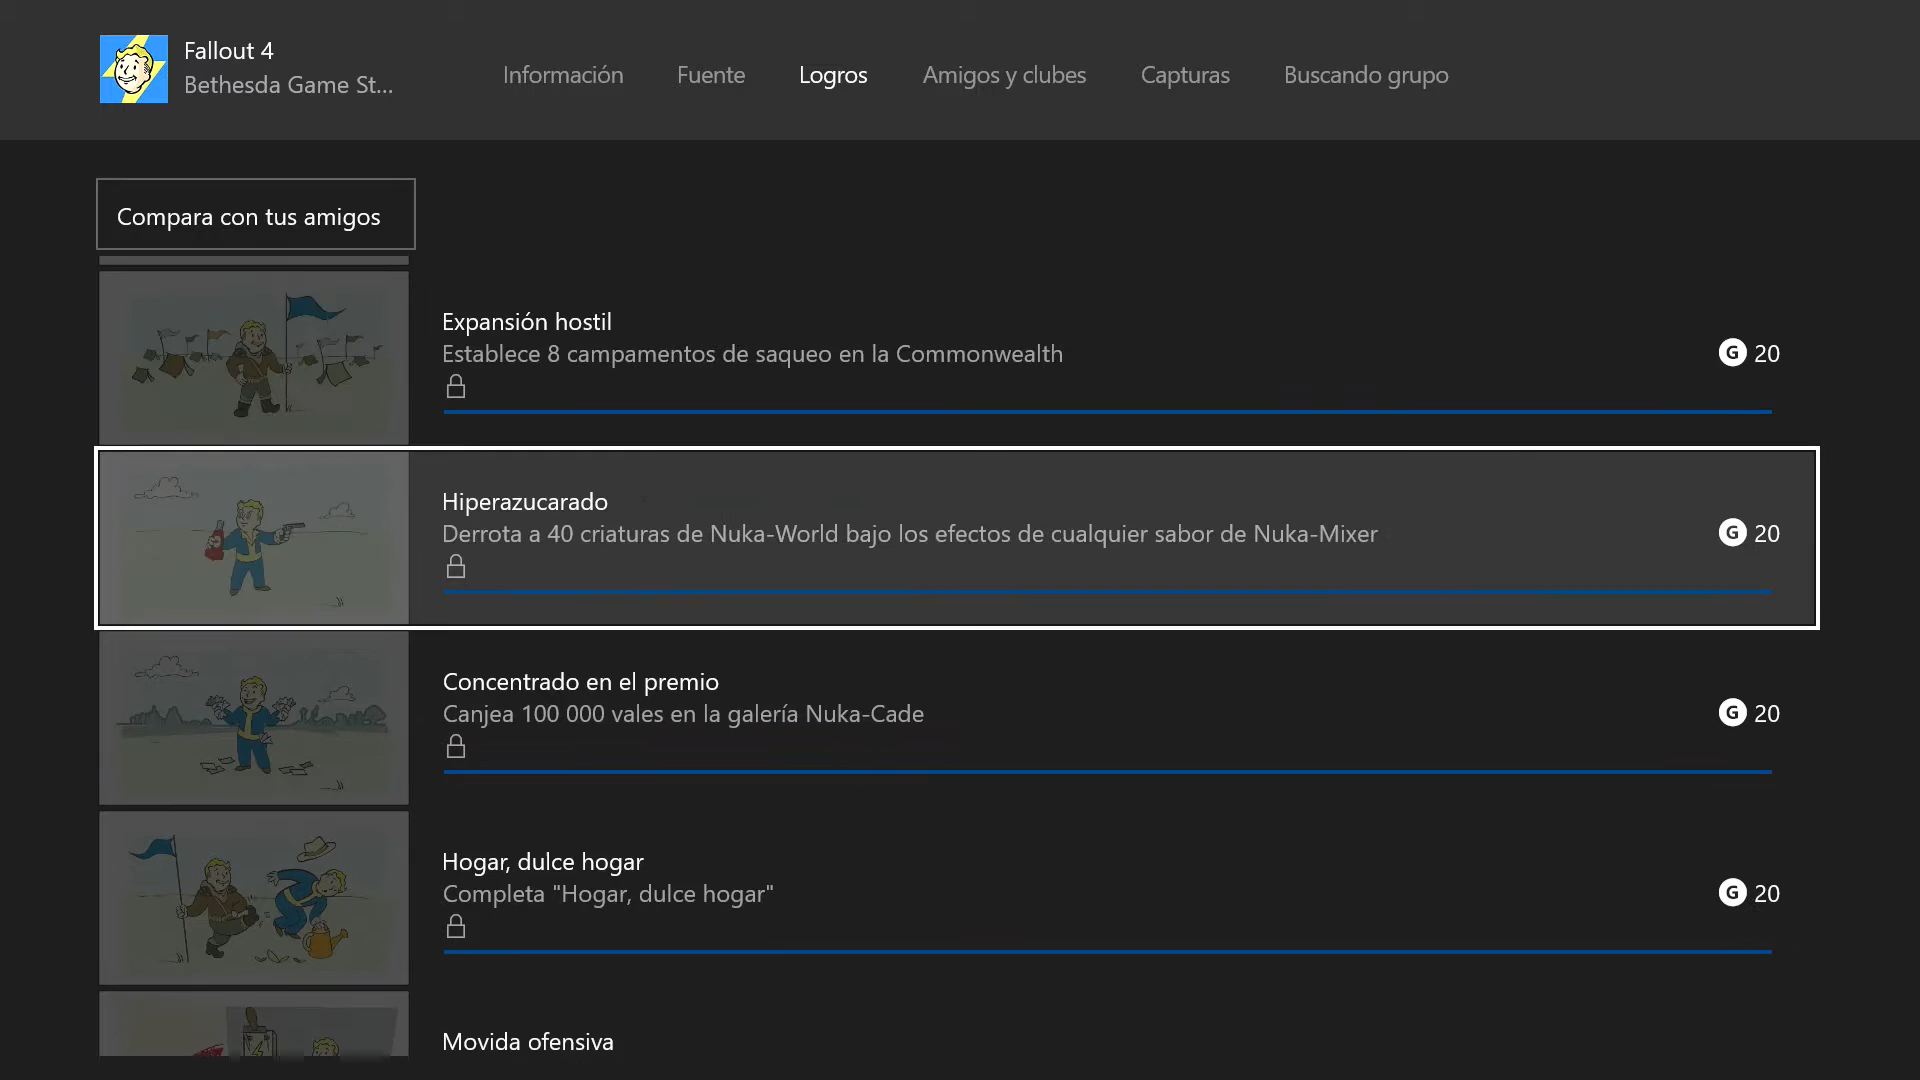 Fallout 4
Bethesda Game St...
Información
Fuente
Logros
Amigos y clubes
Capturas
Buscando grupo
Compara con tus amigos
Expansión hostil
Establece 8 campamentos de saqueo en la Commonwealth
G 20
Hiperazucarado
Derrota a 40 criaturas de Nuka-World bajo los efectos de cualquier sabor de Nuka-Mixer
G 20
Concentrado en el premio
Canjea 100 000 vales en la galería Nuka-Cade
G 20
Hogar, dulce hogar
Completa "Hogar, dulce hogar"
G 20
Movida ofensiva